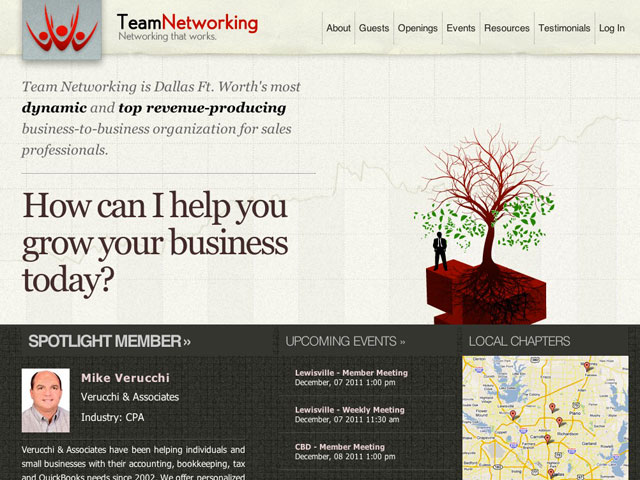 TeamNetworking
Networking that works.
About Guests Openings Events Resources Testimonials Log In
Team Networking is Dallas Ft. Worth's most
dynamic and top revenue-producing
business-to-business organization for sales
professionals.
How can I help you
grow your business
today?
SPOTLIGHT MEMBER »
Mike Verucchi
Verucchi & Associates
Industry: CPA
Verucchi & Associates have been helping individuals and
small businesses with their accounting, bookkeeping, tax
and QuickBooks needs since 2002. We offer personalized
UPCOMING EVENTS »
Lewisville - Member Meeting
December, 07 2011 1:00 pm
Lewisville - Weekly Meeting
December, 07 2011 11:30 am
CBD - Member Meeting
December, 08 2011 1:00 pm
LOCAL CHAPTERS
Denton
Plano